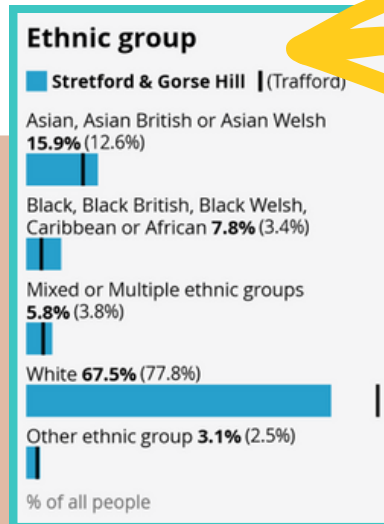 Ethnic group
Stretford & Gorse Hill (Trafford)
Asian, Asian British or Asian Welsh
15.9% (12.6%)
Black, Black British, Black Welsh,
Caribbean or African 7.8% (3.4%)
Mixed or Multiple ethnic groups
5.8% (3.8%)
White 67.5% (77.8%)
Other ethnic group 3.1% (2.5%)
% of all people